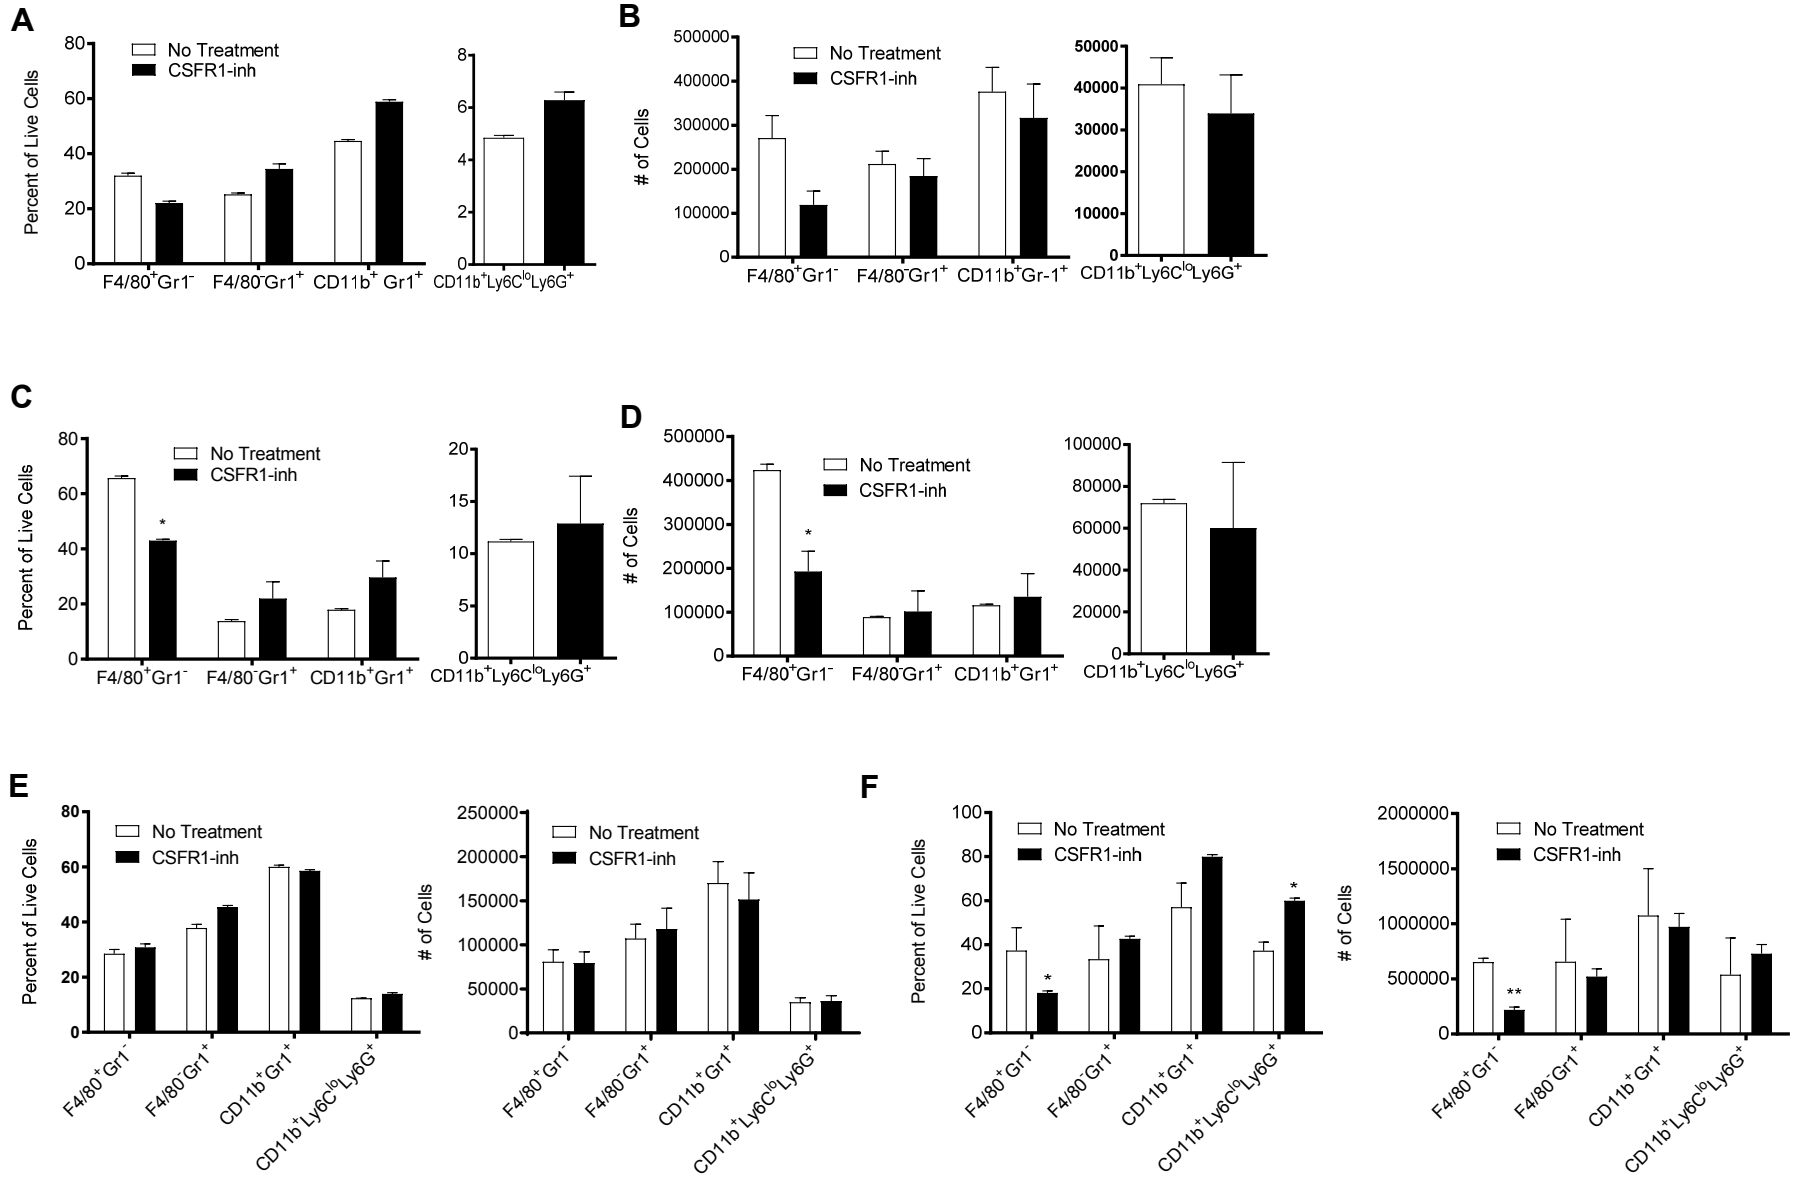 A
Percent of Live Cells
80
60
40
20
0
No Treatment
CSFR1-inh
F4/80⁺Gr1⁻
F4/80⁻Gr1⁺
CD11b⁺ Gr1⁺
8
6
4
2
0
CD11b⁺Ly6CˡᵒLy6G⁺
B
# of Cells
500000
400000
300000
200000
100000
0
No Treatment
CSFR1-inh
F4/80⁺Gr1⁻
F4/80⁻Gr1⁺
CD11b⁺Gr-1⁺
50000
40000
30000
20000
10000
0
CD11b⁺Ly6CˡᵒLy6G⁺
C
Percent of Live Cells
80
60
40
20
0
No Treatment
CSFR1-inh
*
F4/80⁺Gr1⁻
F4/80⁻Gr1⁺
CD11b⁺Gr1⁺
20
15
10
5
0
CD11b⁺Ly6CˡᵒLy6G⁺
D
# of Cells
500000
400000
300000
200000
100000
0
No Treatment
CSFR1-inh
*
F4/80⁺Gr1⁻
F4/80⁻Gr1⁺
CD11b⁺Gr1⁺
100000
80000
60000
40000
20000
0
CD11b⁺Ly6CˡᵒLy6G⁺
E
Percent of Live Cells
80
60
40
20
0
No Treatment
CSFR1-inh
F4/80⁺Gr1⁻
F4/80⁻Gr1⁺
CD11b⁺Gr1⁺
CD11b⁺Ly6CˡᵒLy6G⁺
# of Cells
250000
200000
150000
100000
50000
0
No Treatment
CSFR1-inh
F4/80⁺Gr1⁻
F4/80⁻Gr1⁺
CD11b⁺Gr1⁺
CD11b⁺Ly6CˡᵒLy6G⁺
F
Percent of Live Cells
100
80
60
40
20
0
No Treatment
CSFR1-inh
*
*
F4/80⁺Gr1⁻
F4/80⁻Gr1⁺
CD11b⁺Gr1⁺
CD11b⁺Ly6CˡᵒLy6G⁺
# of Cells
2000000
1500000
1000000
500000
0
No Treatment
CSFR1-inh
**
F4/80⁺Gr1⁻
F4/80⁻Gr1⁺
CD11b⁺Gr1⁺
CD11b⁺Ly6CˡᵒLy6G⁺